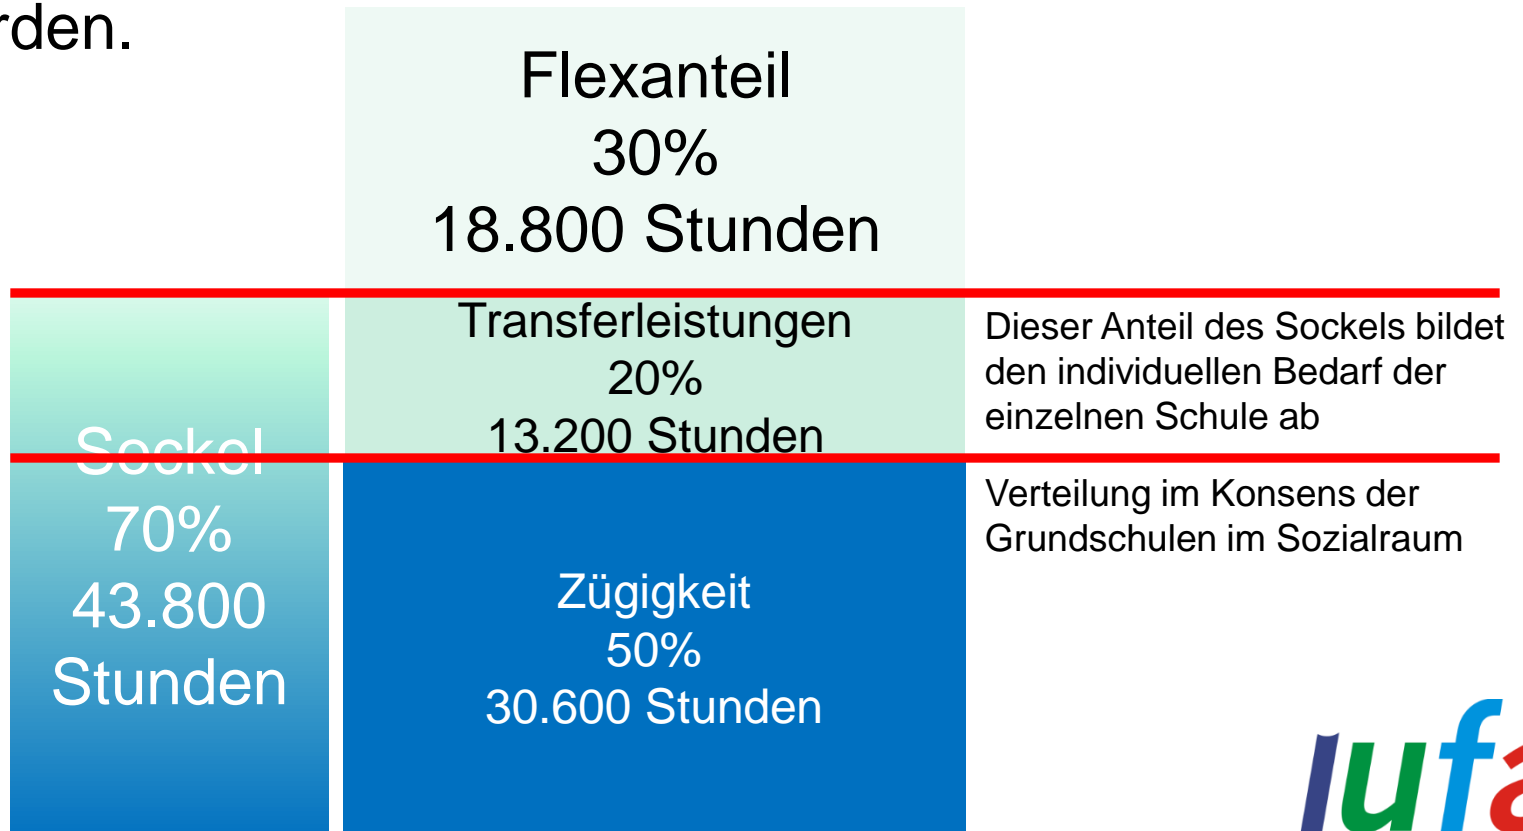 rden.
Flexanteil
30%
18.800 Stunden
Transferleistungen
20%
13.200 Stunden
Dieser Anteil des Sockels bildet
den individuellen Bedarf der
einzelnen Schule ab
Sockel
70%
43.800
Stunden
Verteilung im Konsens der
Grundschulen im Sozialraum
Zügigkeit
50%
30.600 Stunden
lufa